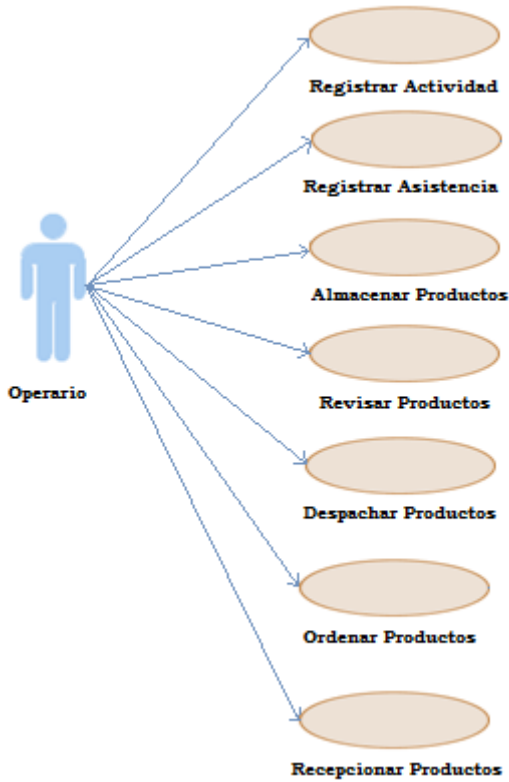 Registrar Actividad
Registrar Asistencia
Almacenar Productos
Operario
Revisar Productos
Despachar Productos
Ordenar Productos
Recepcionar Productos